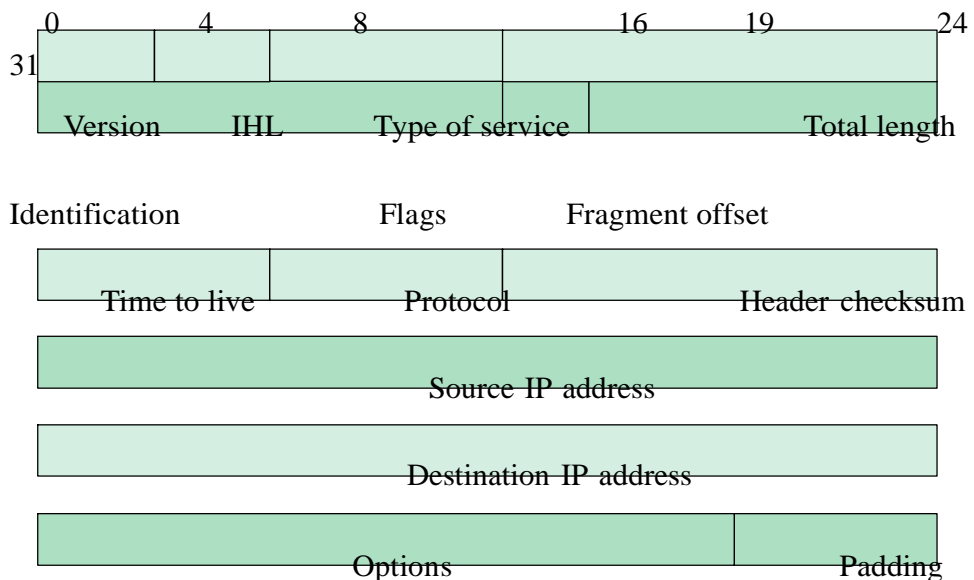 0 4 8 16 19 24
31
Version IHL Type of service Total length
Identification Flags Fragment offset
Time to live Protocol Header checksum
Source IP address
Destination IP address
Options Padding